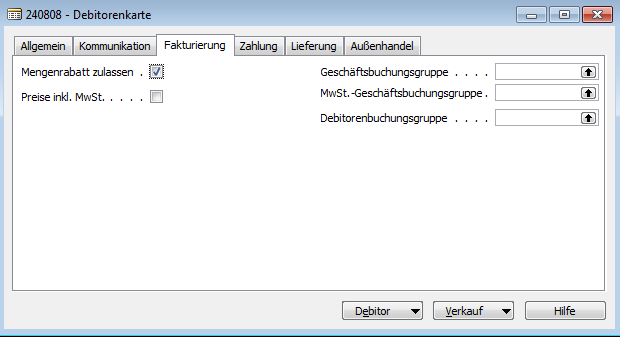 240808 - Debitorenkarte
Allgemein Kommunikation Fakturierung Zahlung Lieferung Außenhandel
Mengenrabatt zulassen . Geschäftsbuchungsgruppe . . . .
Preise inkl. MwSt. . . . . MwSt.-Geschäftsbuchungsgruppe .
Debitorenbuchungsgruppe . . . .
Debitor Verkauf Hilfe